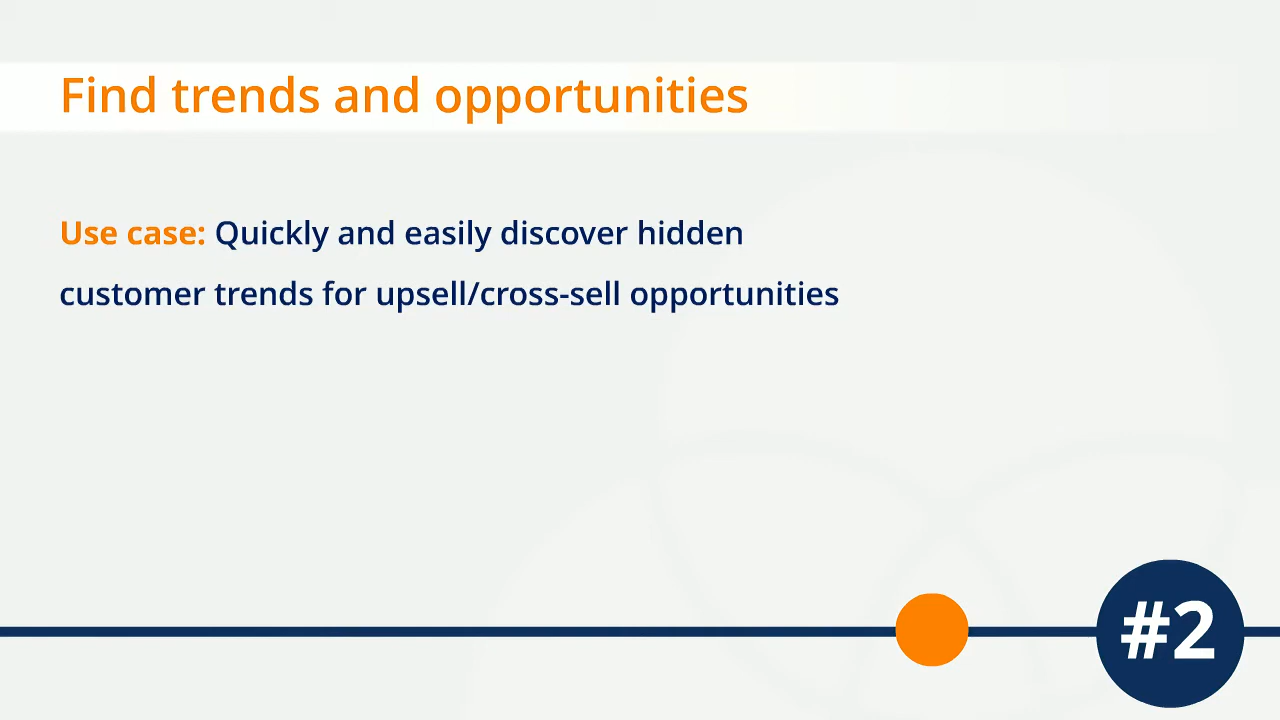 Find trends and opportunities
Use case: Quickly and easily discover hidden
customer trends for upsell/cross-sell opportunities
#2